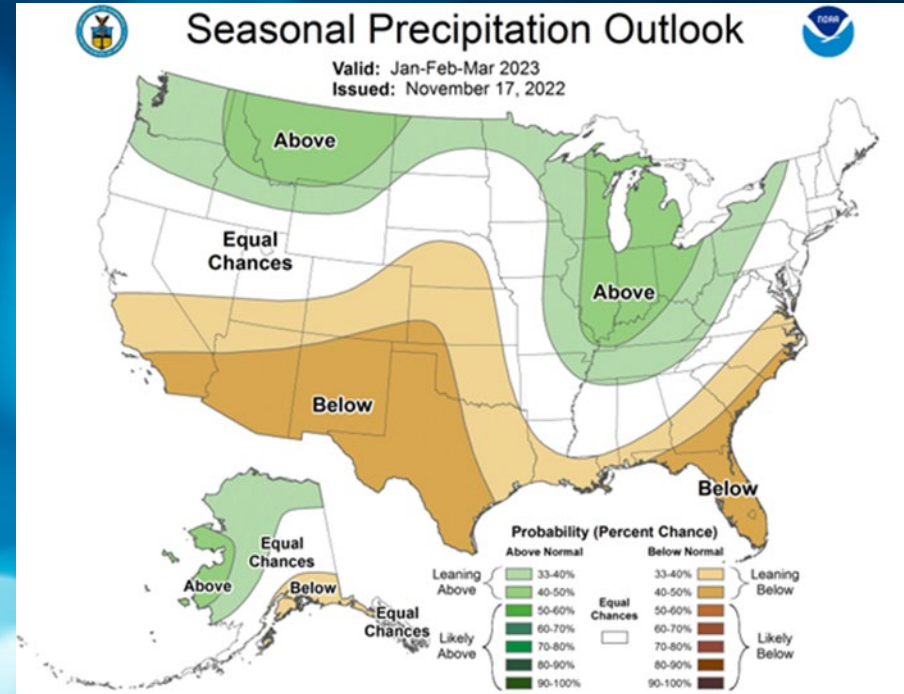 Seasonal Precipitation Outlook
NOAA
Valid: Jan-Feb-Mar 2023
Issued: November 17, 2022
Above
Equal
Chances
Above
Below
Below
Equal
Chances
Above
Below
Equal
Chances
Probability (Percent Chance)
Above Normal
Below Normal
Leaning
Above
33-40%
40-50%
50-60%
60-70%
70-80%
80-90%
90-100%
Likely
Above
Equal
Chances
33-40%
40-50%
50-60%
60-70%
70-80%
80-90%
90-100%
Leaning
Below
Likely
Below